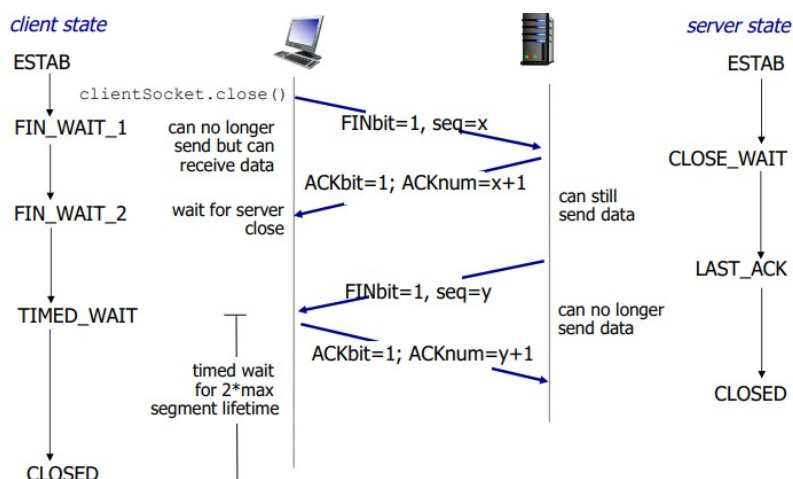 client state
server state
ESTAB
ESTAB
clientSocket.close()
FIN_WAIT_1
can no longer
send but can
receive data
FINbit=1, seq=x
CLOSE_WAIT
ACKbit=1; ACKnum=x+1
FIN_WAIT_2
wait for server
close
can still
send data
LAST_ACK
FINbit=1, seq=y
TIMED_WAIT
can no longer
send data
ACKbit=1; ACKnum=y+1
timed wait
for 2*max
segment lifetime
CLOSED
CLOSED